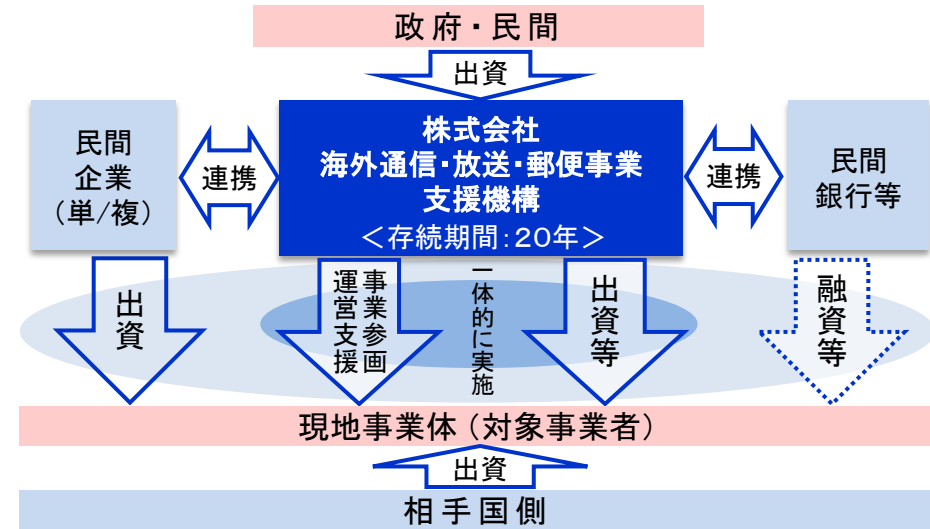 政府・民間
出資
民間
企業
（単/複）
連携
株式会社
海外通信・放送・郵便事業
支援機構
＜存続期間：２０年＞
連携
民間
銀行等
出資
事業参画
運営支援
一体的に実施
出資等
融資等
現地事業体（対象事業者）
出資
相手国側